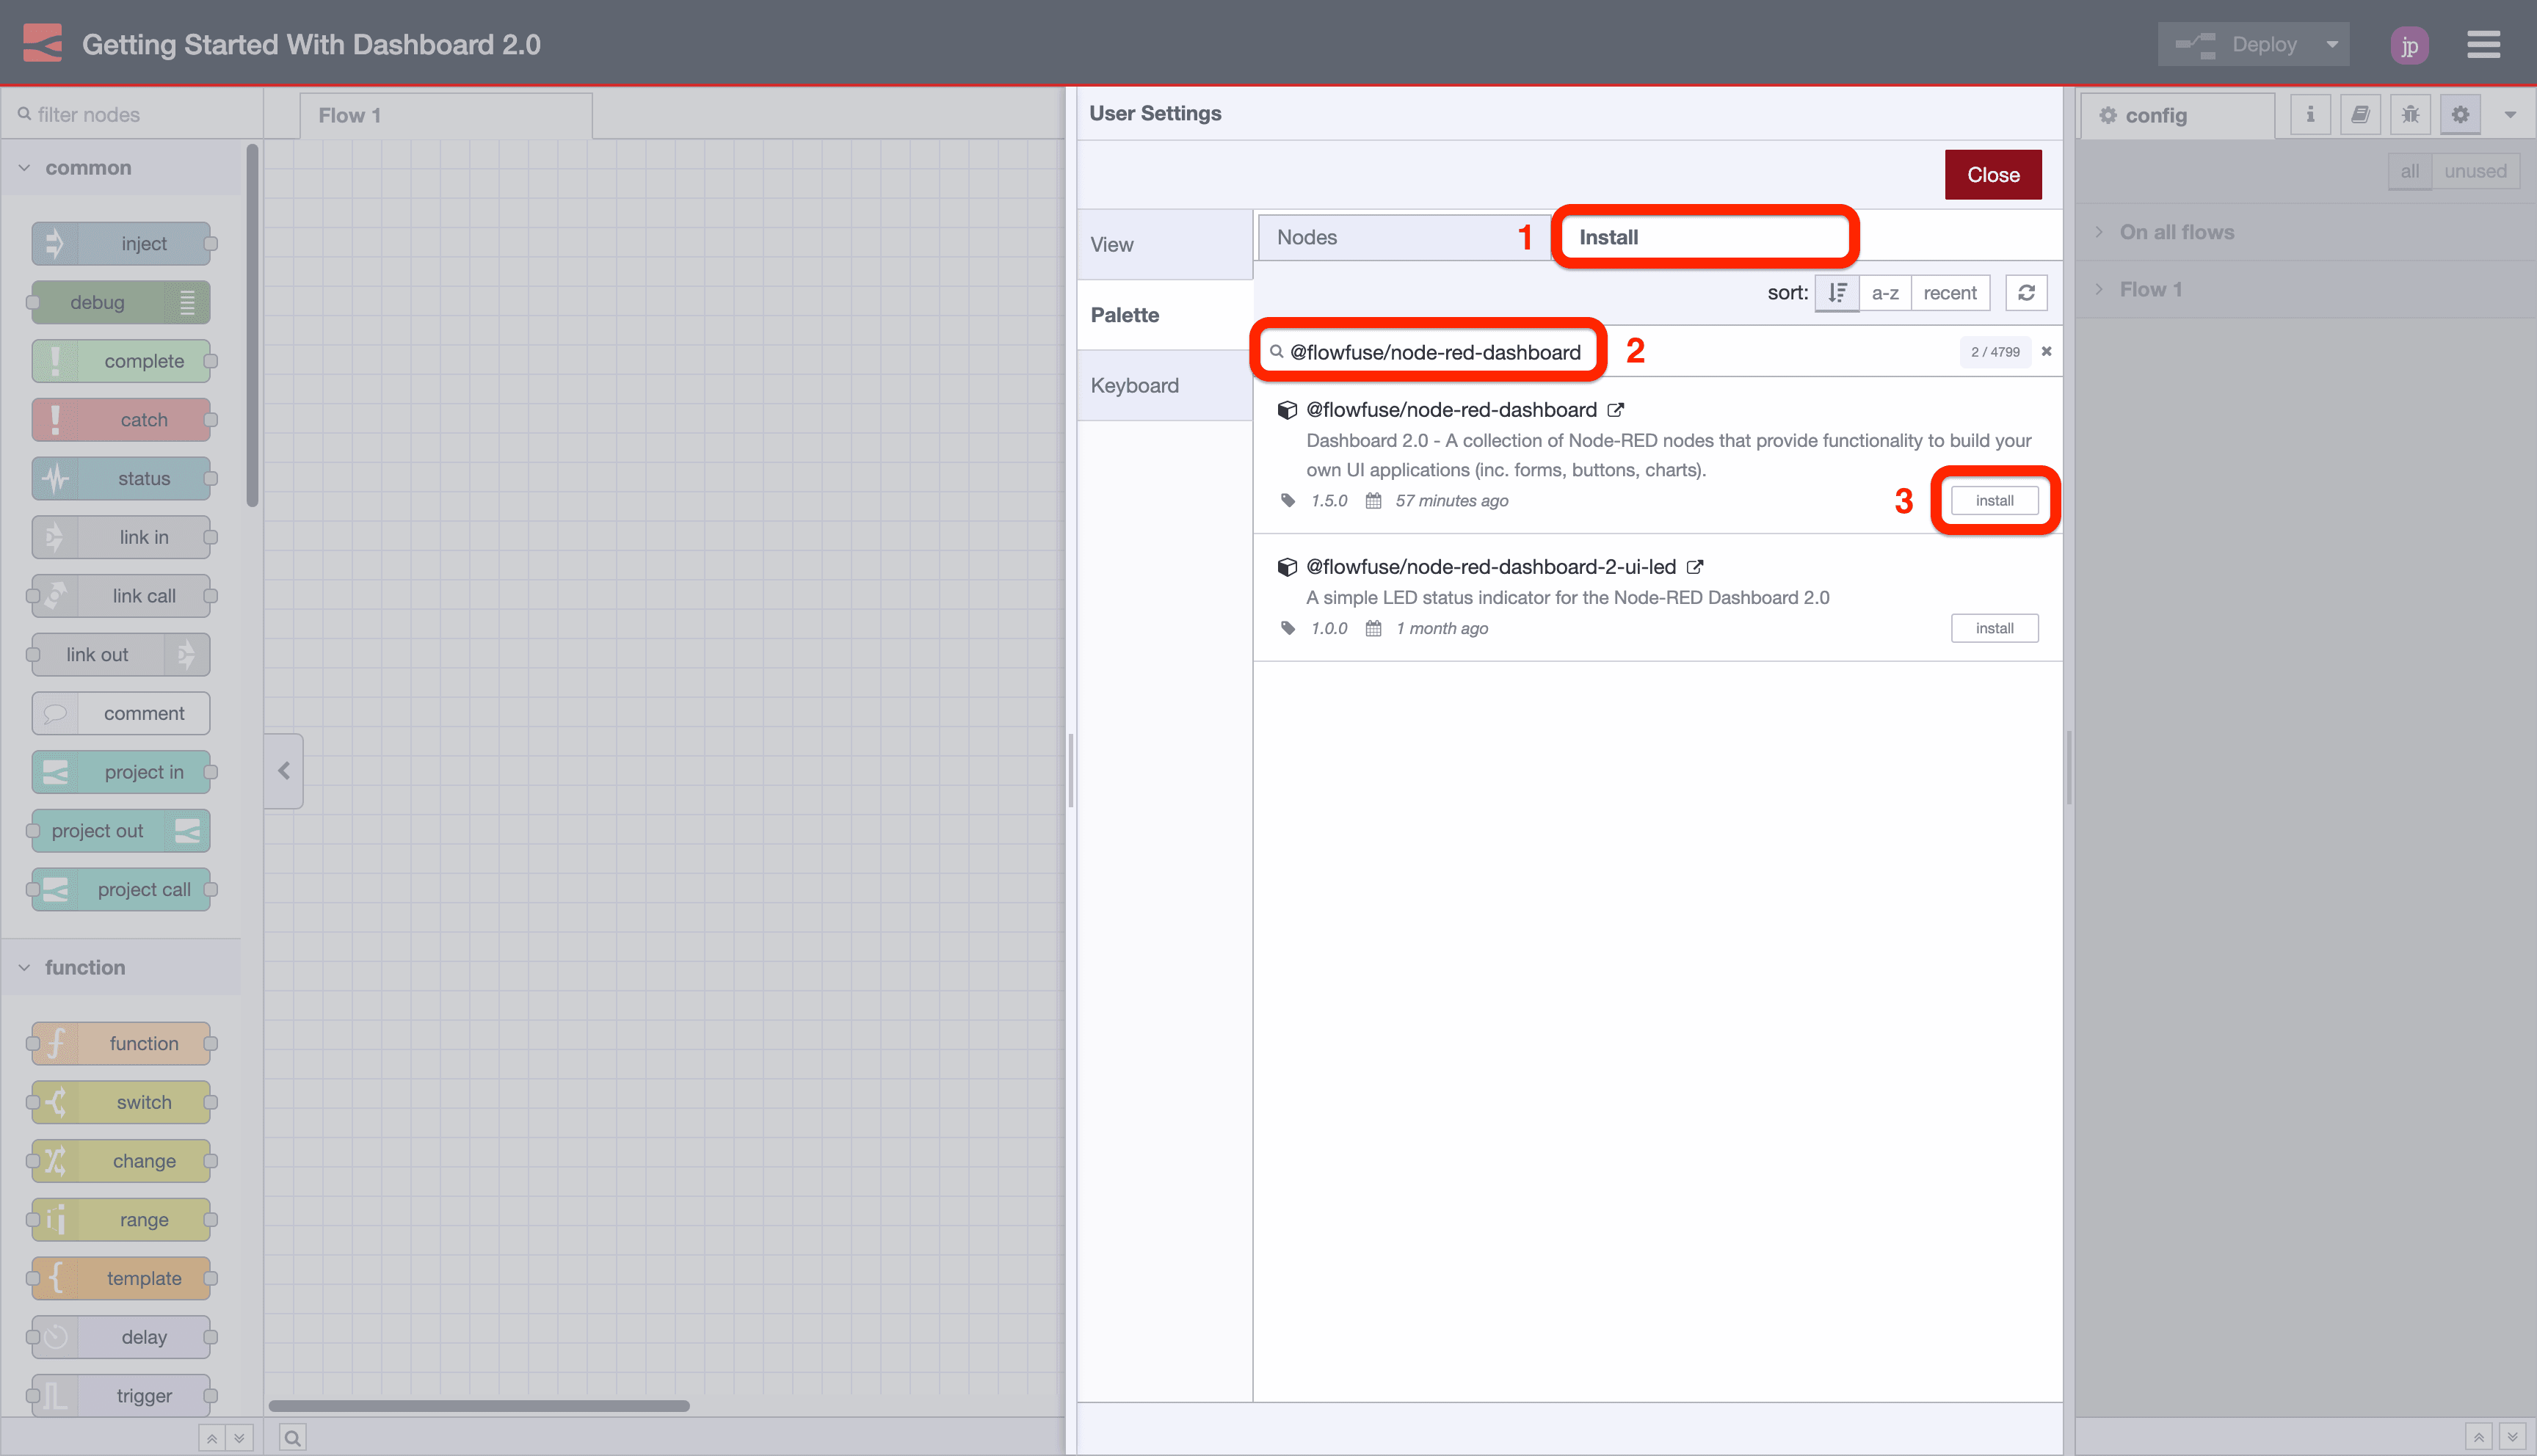 Getting Started With Dashboard 2.0
Deploy
jp
filter nodes
Flow 1
User Settings
config
i
common
Close
all
unused
inject
View
Nodes
1
Install
On all flows
debug
sort:
a-z
recent
Flow 1
Palette
complete
@flowfuse/node-red-dashboard
2
2 / 4799
Keyboard
catch
@flowfuse/node-red-dashboard
Dashboard 2.0 - A collection of Node-RED nodes that provide functionality to build your
own UI applications (inc. forms, buttons, charts).
status
1.5.0
57 minutes ago
3
install
link in
@flowfuse/node-red-dashboard-2-ui-led
A simple LED status indicator for the Node-RED Dashboard 2.0
link call
1.0.0
1 month ago
install
link out
comment
project in
project out
project call
function
function
switch
change
range
template
delay
trigger